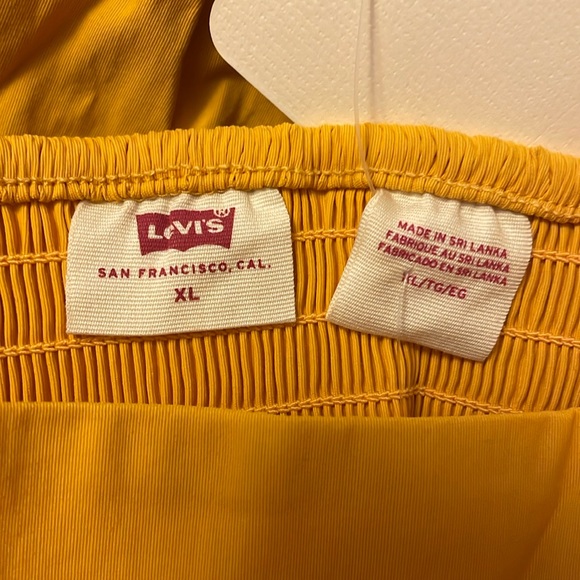 LEVI'S®
SAN FRANCISCO, CAL.
XL
MADE IN SRI LANKA
FABRIQUE AU SRI LANKA
FABRICADO EN SRI LANKA
XL/TG/EG